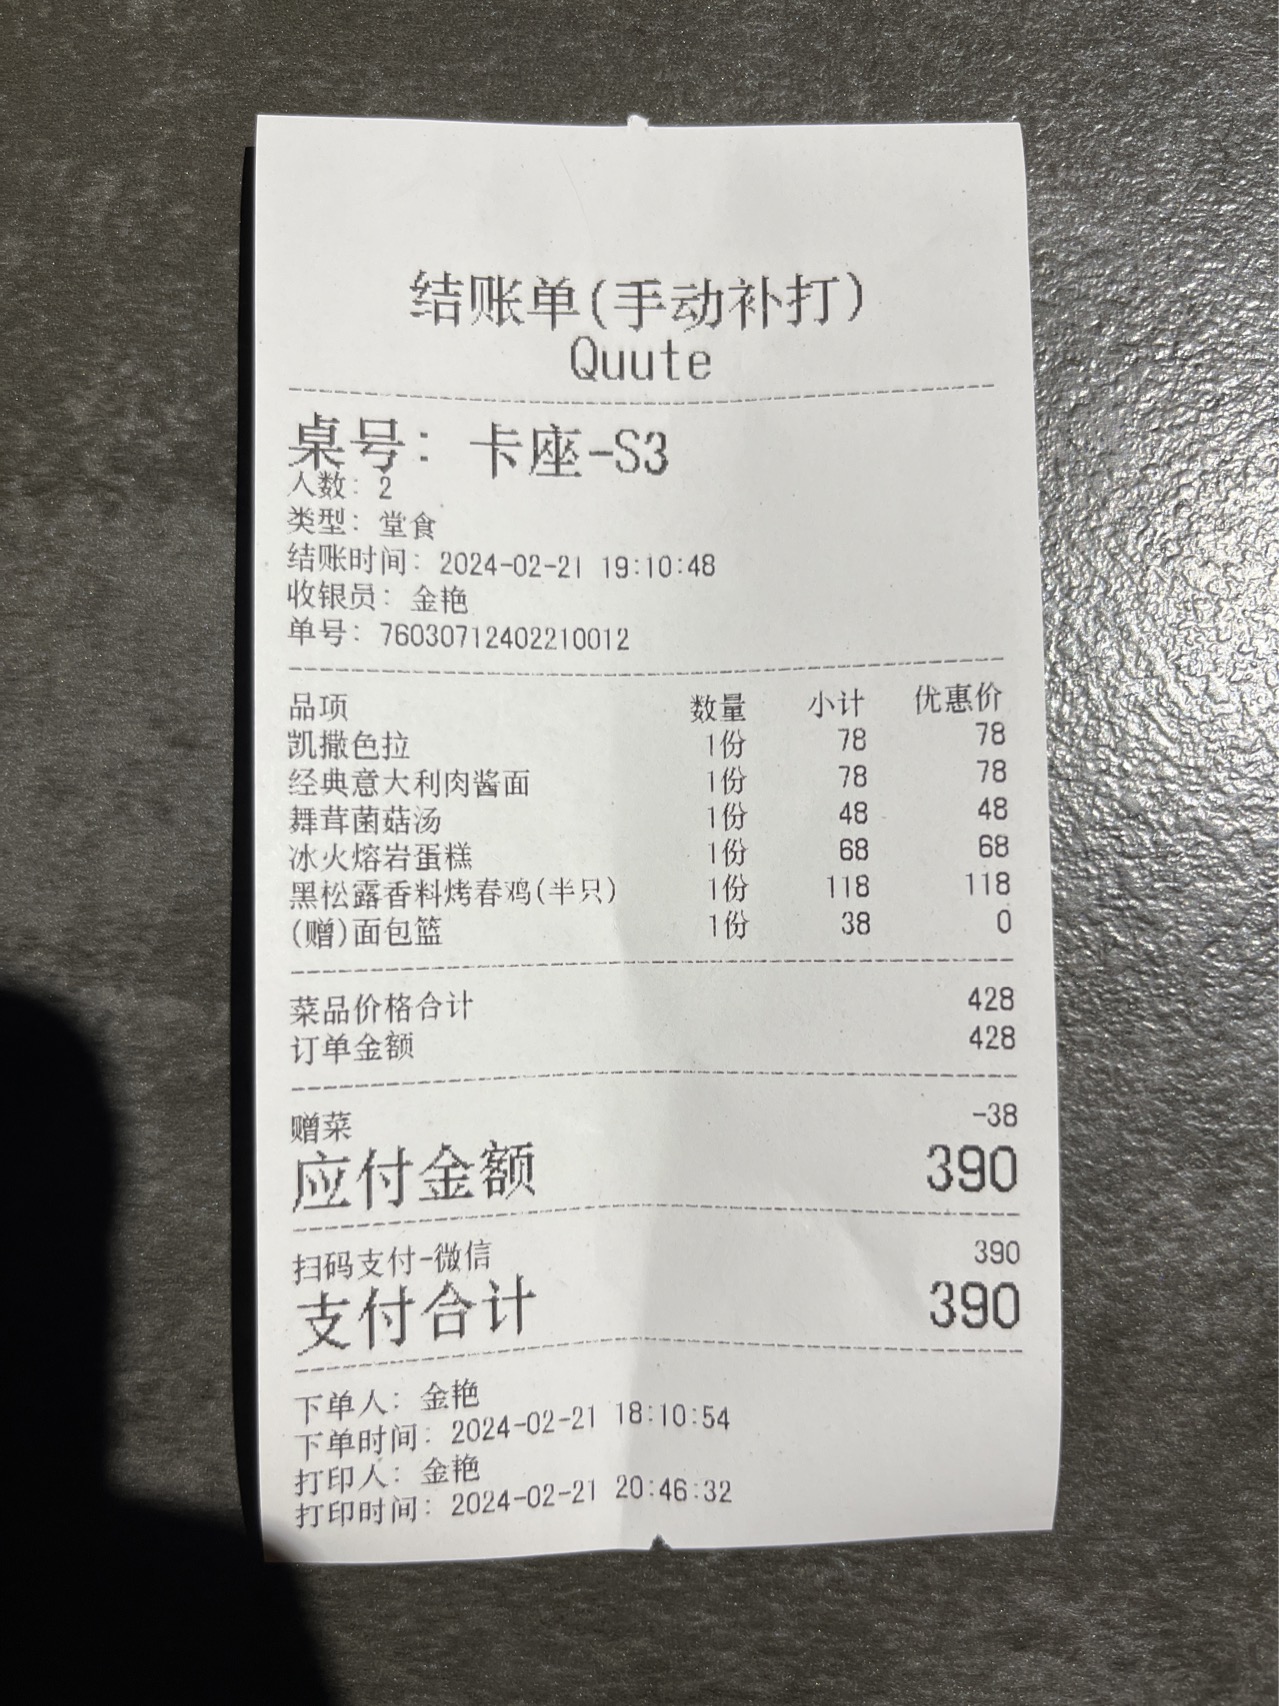 结账单(手动补打)
Quute
桌号: 卡座-S3
人数: 2
类型: 堂食
结账时间: 2024-02-21 19:10:48
收银员: 金艳
单号: 76030712402210012
品项 数量 小计 优惠价
凯撒色拉 1份 78 78
经典意大利肉酱面 1份 78 78
舞茸菌菇汤 1份 48 48
冰火熔岩蛋糕 1份 68 68
黑松露香料烤春鸡(半只) 1份 118 118
(赠)面包篮 1份 38 0
菜品价格合计 428
订单金额 428
赠菜 -38
应付金额 390
扫码支付-微信 390
支付合计 390
下单人: 金艳
下单时间: 2024-02-21 18:10:54
打印人: 金艳
打印时间: 2024-02-21 20:46:32